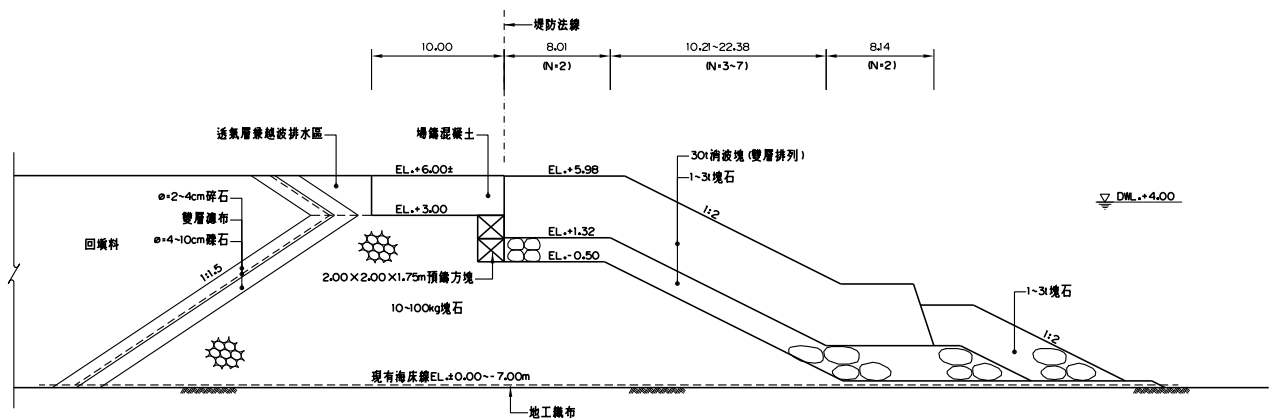 堤防法線
10.00
8.01
10.21~22.38
8.14
(N=2)
(N=3~7)
(N=2)
透氣層兼越波排水區
場鑄混凝土
30t消波塊(雙層排列)
1~3t塊石
EL.+6.00±
EL.+5.98
ø=2~4cm碎石
雙層濾布
ø=4~10cm礫石
回填料
1:1.5
EL.+3.00
1:2
DWL.+4.00
EL.+1.32
EL.-0.50
2.00×2.00×1.75m預鑄方塊
10~100kg塊石
1~3t塊石
1:2
現有海床線EL.±0.00~-7.00m
地工織布